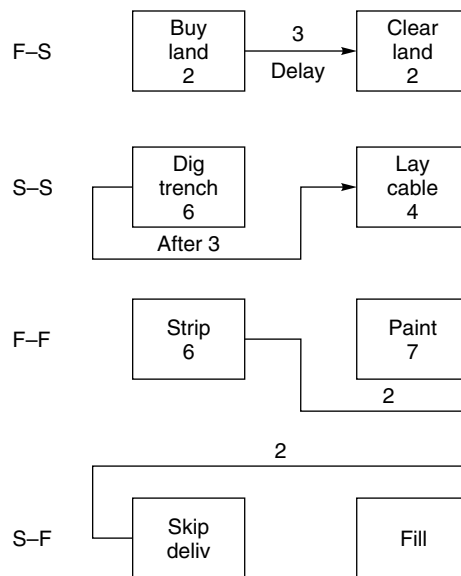 F–S
Buy
land
2
3
Delay
Clear
land
2
S–S
Dig
trench
6
After 3
Lay
cable
4
F–F
Strip
6
Paint
7
2
2
S–F
Skip
deliv
Fill